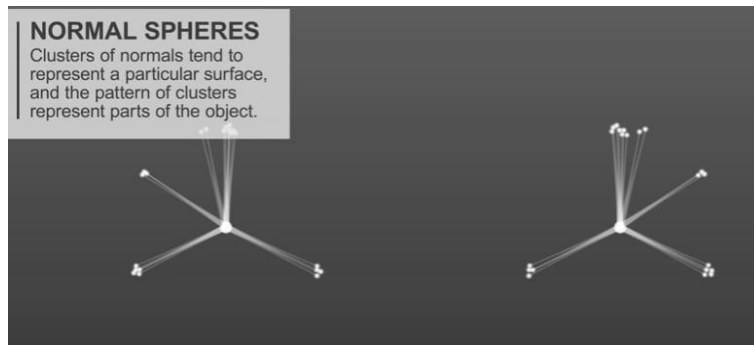 NORMAL SPHERES
Clusters of normals tend to
represent a particular surface,
and the pattern of clusters
represent parts of the object.